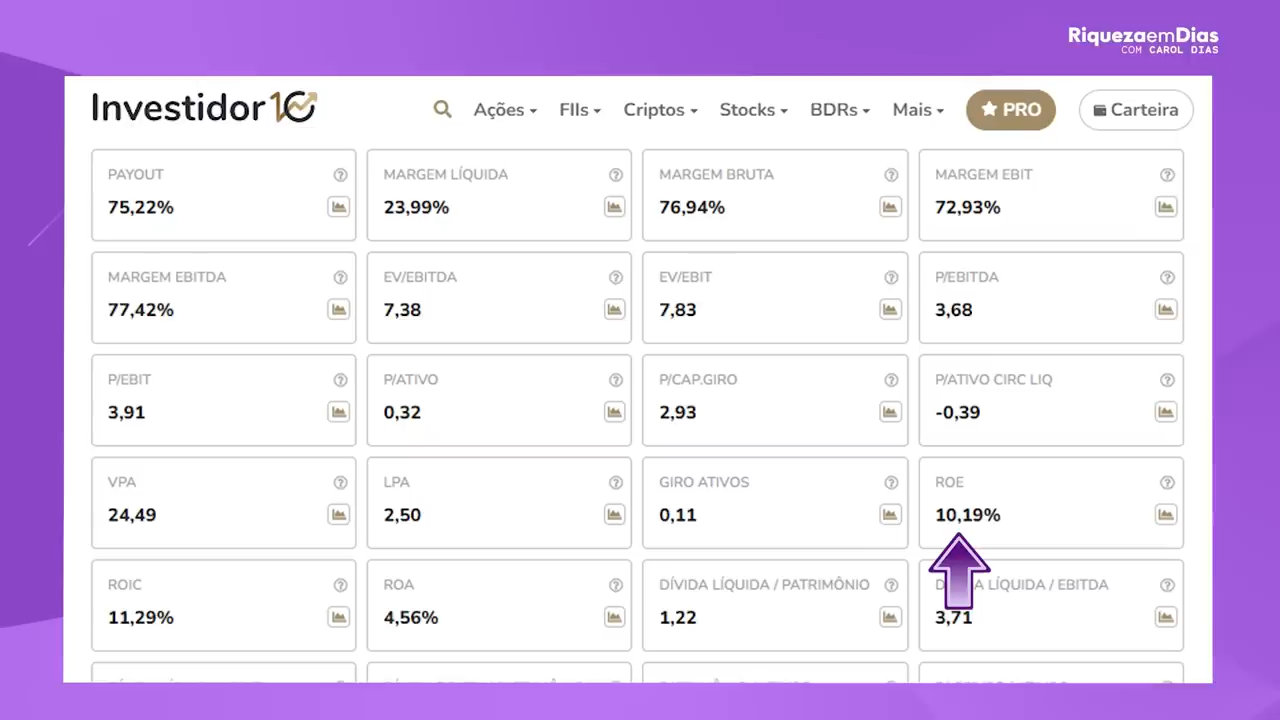 RiquezaemDias
COM CAROL DIAS
Investidor 10
Ações
FIIs
Criptos
Stocks
BDRs
Mais
PRO
Carteira
PAYOUT
75,22%
MARGEM LÍQUIDA
23,99%
MARGEM BRUTA
76,94%
MARGEM EBIT
72,93%
MARGEM EBITDA
77,42%
EV/EBITDA
7,38
EV/EBIT
7,83
P/EBITDA
3,68
P/EBIT
3,91
P/ATIVO
0,32
P/CAP.GIRO
2,93
P/ATIVO CIRC LIQ
-0,39
VPA
24,49
LPA
2,50
GIRO ATIVOS
0,11
ROE
10,19%
ROIC
11,29%
ROA
4,56%
DÍVIDA LÍQUIDA / PATRIMÔNIO
1,22
LÍQUIDA / EBITDA
3,71